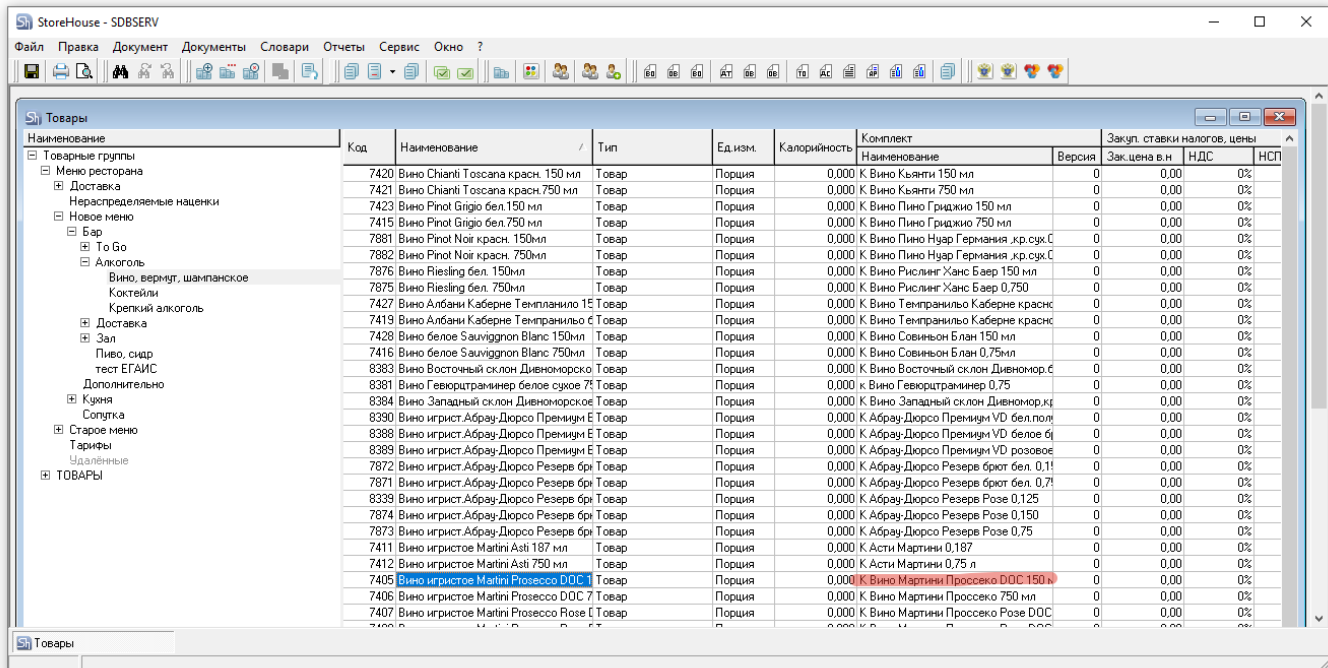 StoreHouse - SDBSERV
Файл Правка Документ Документы Словари Отчеты Сервис Окно ?
Товары
Наименование
Товарные группы
Меню ресторана
Доставка
Нераспределяемые наценки
Новое меню
Бар
To Go
Алкоголь
Вино, вермут, шампанское
Коктейли
Крепкий алкоголь
Доставка
Зал
Пиво, сидр
тест ЕГАИС
Дополнительно
Кухня
Сопутка
Старое меню
Тарифы
Удалённые
ТОВАРЫ
Код Наименование Тип Ед.изм. Калорийность Комплект Закуп. ставки налогов, цены
Наименование Версия Зак.цена в.н НДС НСП
7420 Вино Chianti Toscana красн. 150 мл Товар Порция 0,000 К Вино Кьянти 150 мл 0 0,00 0%
7421 Вино Chianti Toscana красн.750 мл Товар Порция 0,000 К Вино Кьянти 750 мл 0 0,00 0%
7423 Вино Pinot Grigio бел.150 мл Товар Порция 0,000 К Вино Пино Гриджио 150 мл 0 0,00 0%
7415 Вино Pinot Grigio бел.750 мл Товар Порция 0,000 К Вино Пино Гриджио 750 мл 0 0,00 0%
7881 Вино Pinot Noir красн. 150мл Товар Порция 0,000 К Вино Пино Нуар Германия ,кр.сух.0 0 0,00 0%
7882 Вино Pinot Noir красн. 750мл Товар Порция 0,000 К Вино Пино Нуар Германия ,кр.сух.0 0 0,00 0%
7876 Вино Riesling бел. 150мл Товар Порция 0,000 К Вино Рислинг Ханс Баер 150 мл 0 0,00 0%
7875 Вино Riesling бел. 750мл Товар Порция 0,000 К Вино Рислинг Ханс Баер 0,750 0 0,00 0%
7427 Вино Албани Каберне Темпланило 15 Товар Порция 0,000 К Вино Темпранильо Каберне красно 0 0,00 0%
7419 Вино Албани Каберне Темпранильо 6 Товар Порция 0,000 К Вино Темпранильо Каберне красно 0 0,00 0%
7428 Вино белое Sauviggnon Blanc 150мл Товар Порция 0,000 К Вино Совиньон Блан 150 мл 0 0,00 0%
7416 Вино белое Sauviggnon Blanc 750мл Товар Порция 0,000 К Вино Совиньон Блан 0,75мл 0 0,00 0%
8383 Вино Восточный склон Дивноморско Товар Порция 0,000 К Вино Восточный склон Дивномор.б 0 0,00 0%
8381 Вино Гевюрцтраминер белое сухое 75 Товар Порция 0,000 к Вино Гевюрцтраминер 0,75 0 0,00 0%
8384 Вино Западный склон Дивноморское Товар Порция 0,000 К Вино Западный склон Дивномор,кр 0 0,00 0%
8390 Вино игрист.Абрау-Дюрсо Премиум Товар Порция 0,000 К Абрау-Дюрсо Премиум VD бел.полу 0 0,00 0%
8388 Вино игрист.Абрау-Дюрсо Премиум Товар Порция 0,000 К Абрау-Дюрсо Премиум VD белое бр 0 0,00 0%
8389 Вино игрист.Абрау-Дюрсо Премиум Товар Порция 0,000 К Абрау-Дюрсо Премиум VD розовое 0 0,00 0%
7872 Вино игрист.Абрау-Дюрсо Резерв брю Товар Порция 0,000 К Абрау-Дюрсо Резерв брют бел. 0,15 0 0,00 0%
7871 Вино игрист.Абрау-Дюрсо Резерв брю Товар Порция 0,000 К Абрау-Дюрсо Резерв брют бел. 0,75 0 0,00 0%
8339 Вино игрист.Абрау-Дюрсо Резерв брю Товар Порция 0,000 К Абрау-Дюрсо Резерв Розе 0,125 0 0,00 0%
7874 Вино игрист.Абрау-Дюрсо Резерв брю Товар Порция 0,000 К Абрау-Дюрсо Резерв Розе 0,150 0 0,00 0%
7873 Вино игрист.Абрау-Дюрсо Резерв брю Товар Порция 0,000 К Абрау-Дюрсо Резерв Розе 0,75 0 0,00 0%
7411 Вино игристое Martini Asti 187 мл Товар Порция 0,000 К Асти Мартини 0,187 0 0,00 0%
7412 Вино игристое Martini Asti 750 мл Товар Порция 0,000 К Асти Мартини 0,75 л 0 0,00 0%
7405 Вино игристое Martini Prosecco DOC 1 Товар Порция 0,000 К Вино Мартини Проссеко DOC 150 м 0 0,00 0%
7406 Вино игристое Martini Prosecco DOC 7 Товар Порция 0,000 К Вино Мартини Проссеко 750 мл 0 0,00 0%
7407 Вино игристое Martini Prosecco Rose Товар Порция 0,000 К Вино Мартини Проссеко Розе DOC 0 0,00 0%
Товары